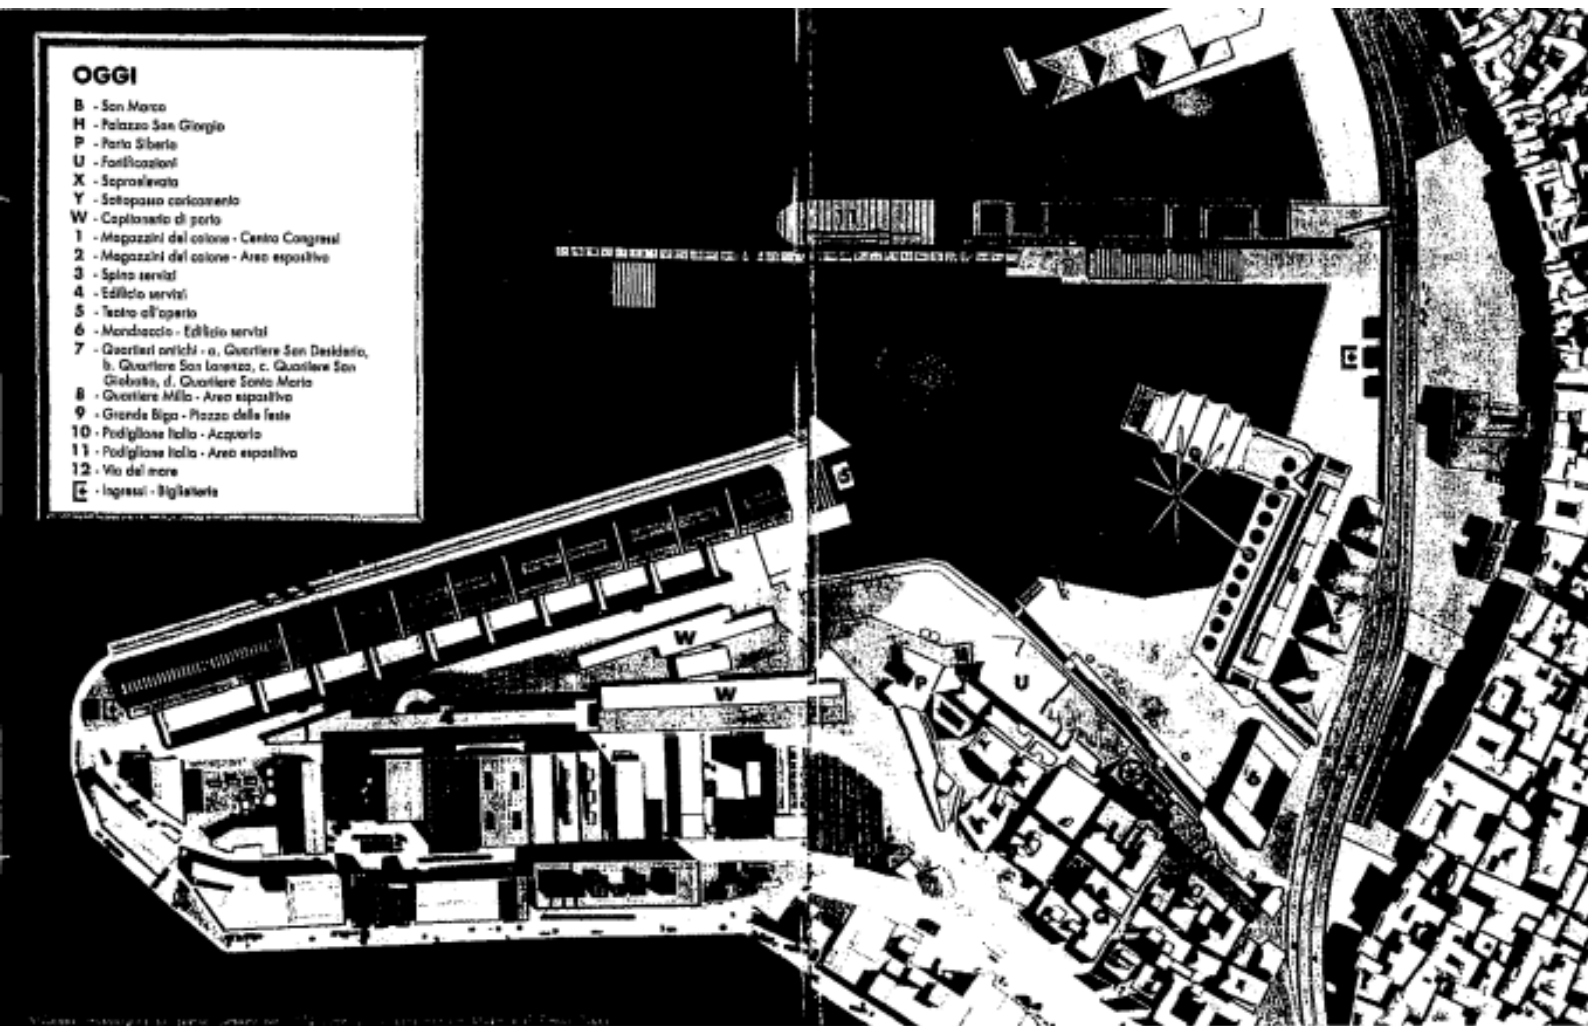 OGGI
B - San Marco
H - Palazzo San Giorgio
P - Porta Siberia
U - Fortificazioni
X - Sopraelevata
Y - Sottopasso caricamento
W - Capitaneria di porto
1 - Magazzini del cotone - Centro Congressi
2 - Magazzini del cotone - Area espositiva
3 - Spina servizi
4 - Edificio servizi
5 - Teatro all'aperto
6 - Mandraccio - Edificio servizi
7 - Quartieri antichi - a. Quartiere San Desiderio,
b. Quartiere San Lorenzo, c. Quartiere San
Giobatta, d. Quartiere Santa Maria
8 - Quartiere Millo - Area espositiva
9 - Grande Bigo - Piazza delle feste
10 - Padiglione Italia - Acquario
11 - Padiglione Italia - Area espositiva
12 - Via del mare
- Ingressi - Biglietteria
5
W
W
P
U
b